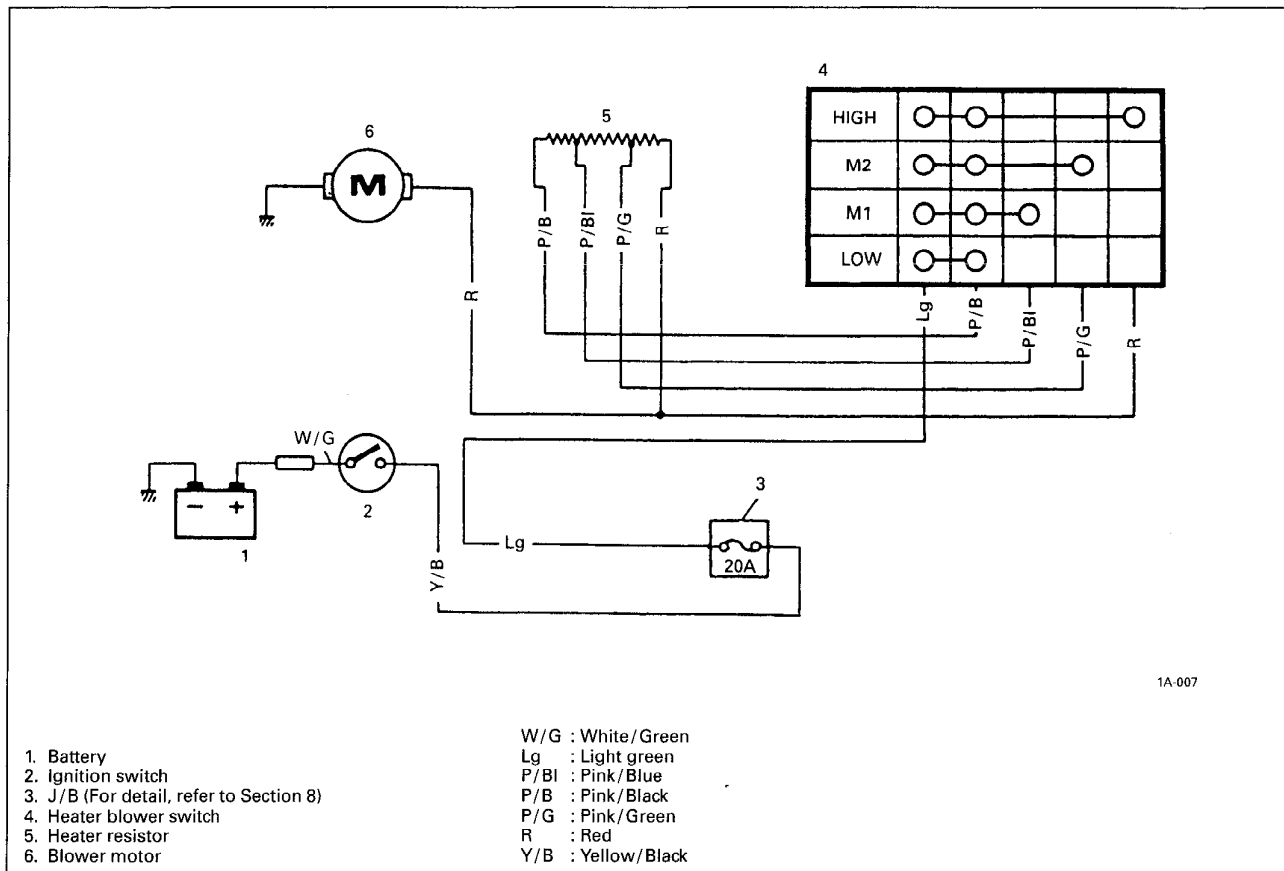 4
HIGH
M2
M1
LOW
5
6
M
P/B
P/Bl
P/G
R
R
Lg
P/B
P/Bl
P/G
R
W/G
2
- +
1
Y/B
Lg
3
20A
1A-007
1. Battery
2. Ignition switch
3. J/B (For detail, refer to Section 8)
4. Heater blower switch
5. Heater resistor
6. Blower motor
W/G : White/Green
Lg : Light green
P/Bl : Pink/Blue
P/B : Pink/Black
P/G : Pink/Green
R : Red
Y/B : Yellow/Black